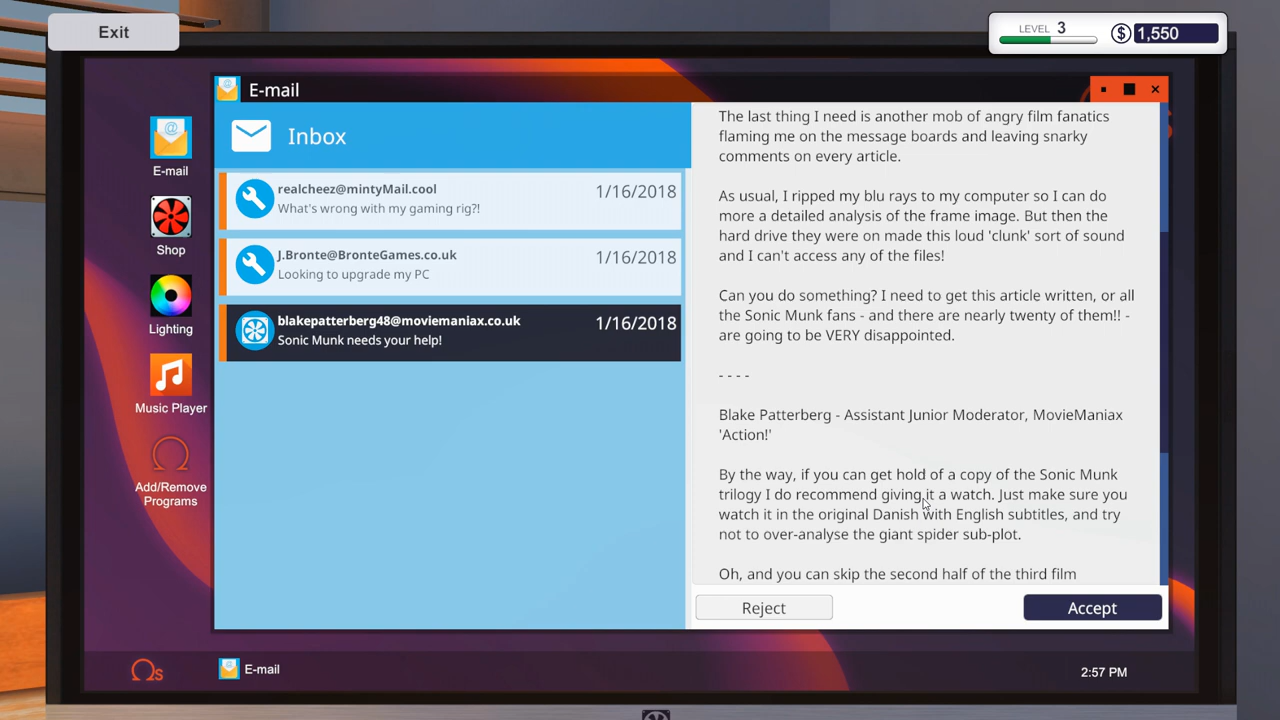 Exit
LEVEL 3
$ 1,550
E-mail
E-mail
Shop
Lighting
Music Player
Add/Remove
Programs
Inbox
realcheez@mintyMail.cool
1/16/2018
What's wrong with my gaming rig?!
J.Bronte@BronteGames.co.uk
1/16/2018
Looking to upgrade my PC
blakepatterberg48@moviemaniax.co.uk
1/16/2018
Sonic Munk needs your help!
The last thing I need is another mob of angry film fanatics
flaming me on the message boards and leaving snarky
comments on every article.
As usual, I ripped my blu rays to my computer so I can do
more a detailed analysis of the frame image. But then the
hard drive they were on made this loud 'clunk' sort of sound
and I can't access any of the files!
Can you do something? I need to get this article written, or all
the Sonic Munk fans - and there are nearly twenty of them!! -
are going to be VERY disappointed.
- - - -
Blake Patterberg - Assistant Junior Moderator, MovieManiax
'Action!'
By the way, if you can get hold of a copy of the Sonic Munk
trilogy I do recommend giving it a watch. Just make sure you
watch it in the original Danish with English subtitles, and try
not to over-analyse the giant spider sub-plot.
Oh, and you can skip the second half of the third film
Reject
Accept
Ωs
E-mail
2:57 PM